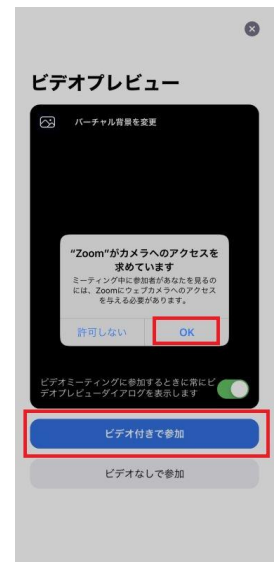 ビデオプレビュー
バーチャル背景を変更
"Zoom"がカメラへのアクセスを
求めています
ミーティング中に参加者があなたを見るの
には、Zoomにウェブカメラへのアクセス
を与える必要があります。
許可しない
OK
ビデオミーティングに参加するときに常にビ
デオプレビューダイアログを表示します
ビデオ付きで参加
ビデオなしで参加